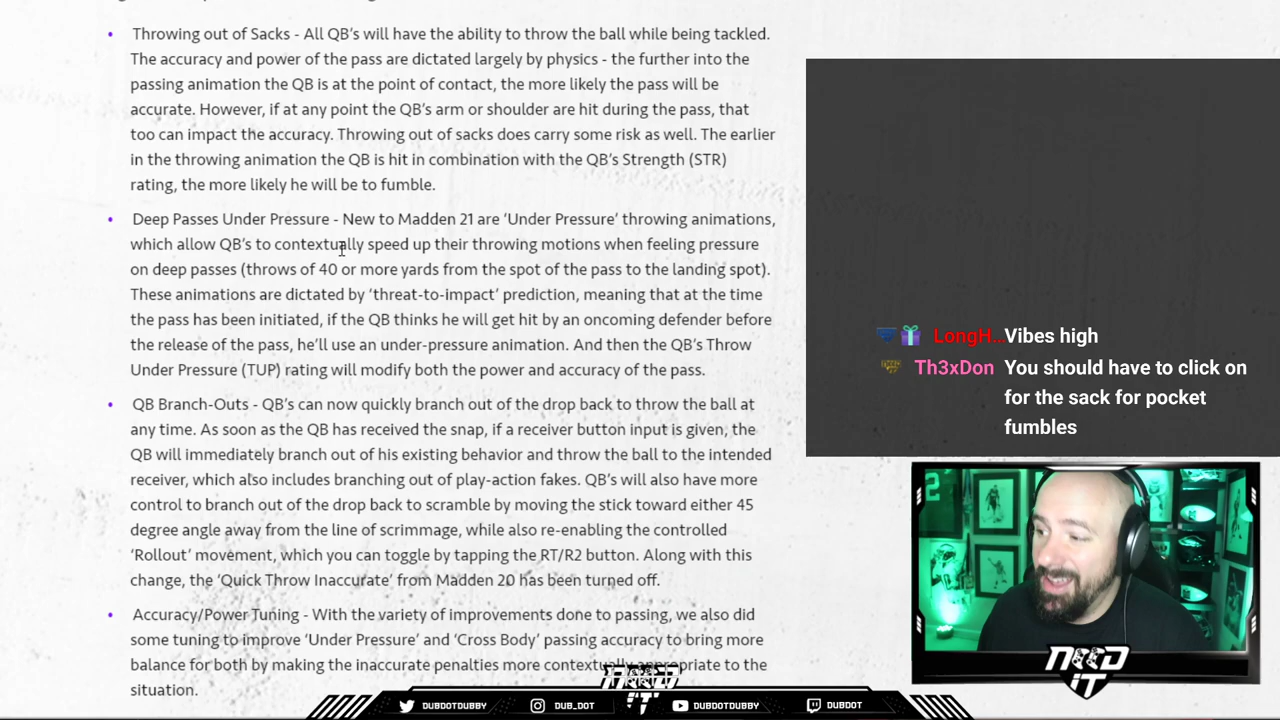 Throwing out of Sacks - All QB's will have the ability to throw the ball while being tackled.
The accuracy and power of the pass are dictated largely by physics - the further into the
passing animation the QB is at the point of contact, the more likely the pass will be
accurate. However, if at any point the QB's arm or shoulder are hit during the pass, that
too can impact the accuracy. Throwing out of sacks does carry some risk as well. The earlier
in the throwing animation the QB is hit in combination with the QB's Strength (STR)
rating, the more likely he will be to fumble.
Deep Passes Under Pressure - New to Madden 21 are 'Under Pressure' throwing animations,
which allow QB's to contextually speed up their throwing motions when feeling pressure
on deep passes (throws of 40 or more yards from the spot of the pass to the landing spot).
These animations are dictated by 'threat-to-impact' prediction, meaning that at the time
the pass has been initiated, if the QB thinks he will get hit by an oncoming defender before
the release of the pass, he'll use an under-pressure animation. And then the QB's Throw
Under Pressure (TUP) rating will modify both the power and accuracy of the pass.
QB Branch-Outs - QB's can now quickly branch out of the drop back to throw the ball at
any time. As soon as the QB has received the snap, if a receiver button input is given, the
QB will immediately branch out of his existing behavior and throw the ball to the intended
receiver, which also includes branching out of play-action fakes. QB's will also have more
control to branch out of the drop back to scramble by moving the stick toward either 45
degree angle away from the line of scrimmage, while also re-enabling the controlled
'Rollout' movement, which you can toggle by tapping the RT/R2 button. Along with this
change, the 'Quick Throw Inaccurate' from Madden 20 has been turned off.
Accuracy/Power Tuning - With the variety of improvements done to passing, we also did
some tuning to improve 'Under Pressure' and 'Cross Body' passing accuracy to bring more
balance for both by making the inaccurate penalties more contextually appropriate to the
situation.
LongH... Vibes high
Th3xDon You should have to click on
for the sack for pocket
fumbles
2
NEED
IT
NEED
IT
DUBDOTDUBBY
DUB_DOT
DUBDOTDUBBY
DUBDOT